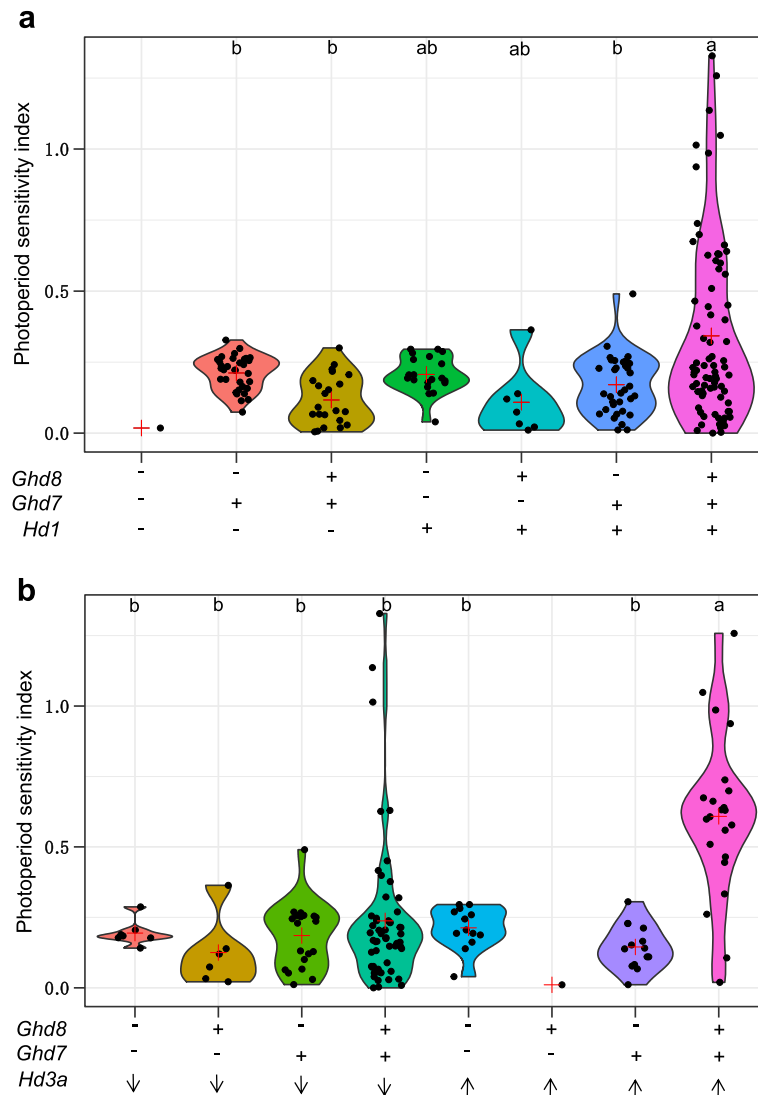 a
b b ab ab b a
Photoperiod sensitivity index
1.0
0.5
0.0
Ghd8 - - + - + - +
Ghd7 - + + - - + +
Hd1 - - - + + + +
b
b b b b b b a
Photoperiod sensitivity index
1.0
0.5
0.0
Ghd8 - + - + - + - +
Ghd7 - - + + - - + +
Hd3a ↓ ↓ ↓ ↓ ↑ ↑ ↑ ↑